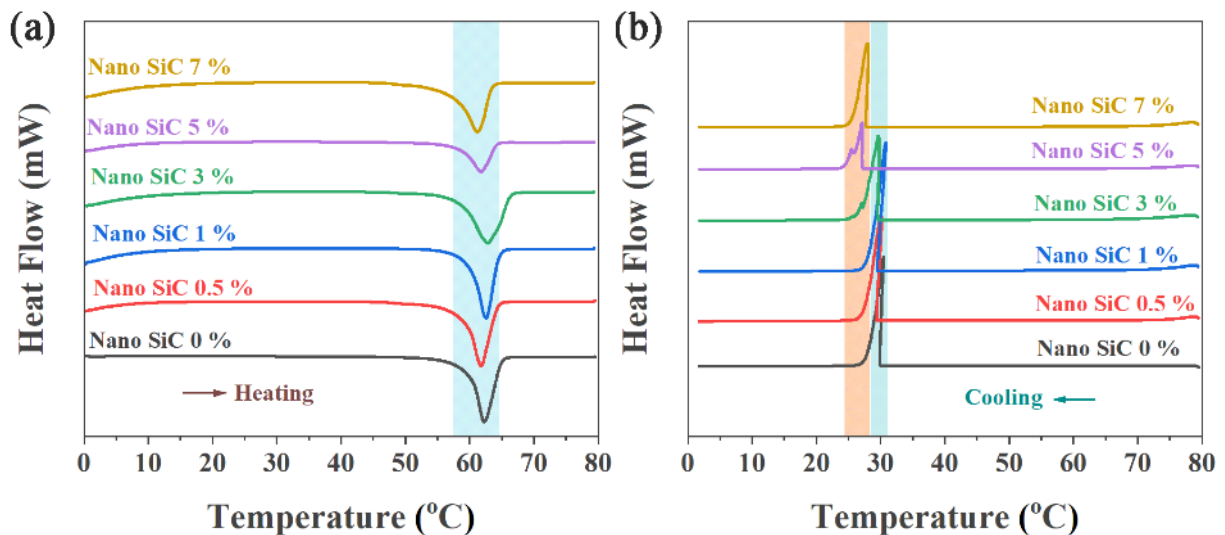 (a)
Heat Flow (mW)
Nano SiC 7 %
Nano SiC 5 %
Nano SiC 3 %
Nano SiC 1 %
Nano SiC 0.5 %
Nano SiC 0 %
Heating
0 10 20 30 40 50 60 70 80
Temperature (ºC)
(b)
Heat Flow (mW)
Nano SiC 7 %
Nano SiC 5 %
Nano SiC 3 %
Nano SiC 1 %
Nano SiC 0.5 %
Nano SiC 0 %
Cooling
0 10 20 30 40 50 60 70 80
Temperature (ºC)